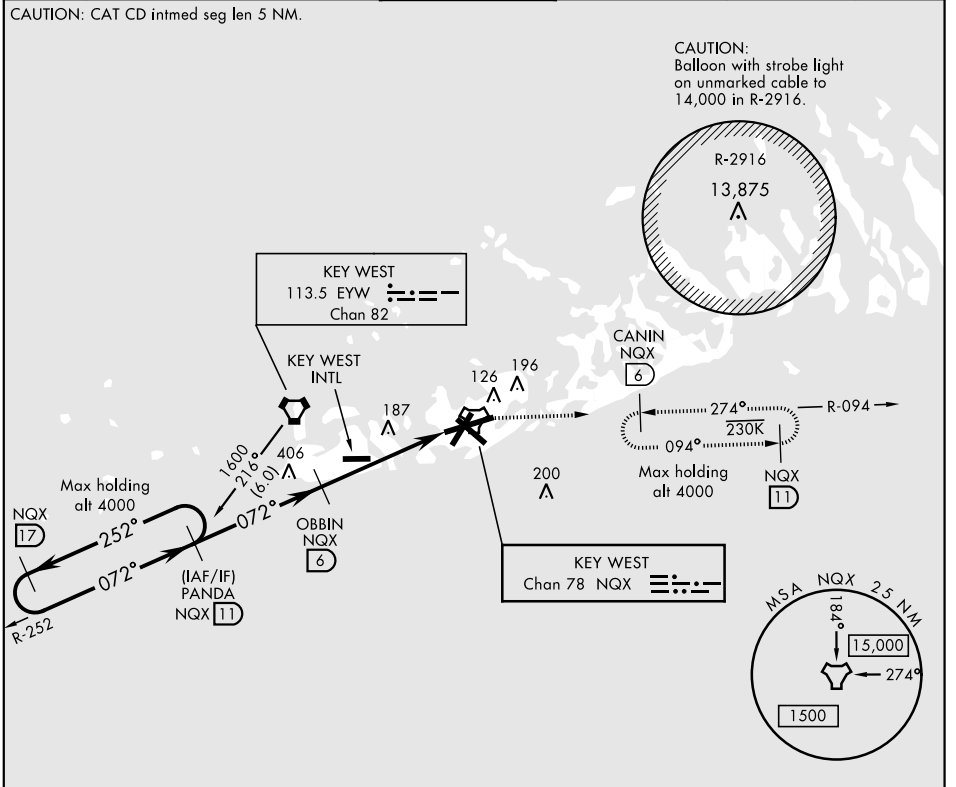 CAUTION: CAT CD intmed seg len 5 NM.
CAUTION:
Balloon with strobe light
on unmarked cable to
14,000 in R-2916.
R-2916
13,875
KEY WEST
113.5 EYW
Chan 82
KEY WEST
INTL
CANIN
NQX
6
126
196
187
274°
230K
R-094
094°
Max holding
alt 4000
NQX
11
1600
216°
(6.0)
406
200
Max holding
alt 4000
NQX
17
252°
072°
072°
OBBIN
NQX
6
(IAF/IF)
PANDA
NQX 11
R-252
KEY WEST
Chan 78 NQX
MSA NQX 25 NM
184°
15,000
274°
1500